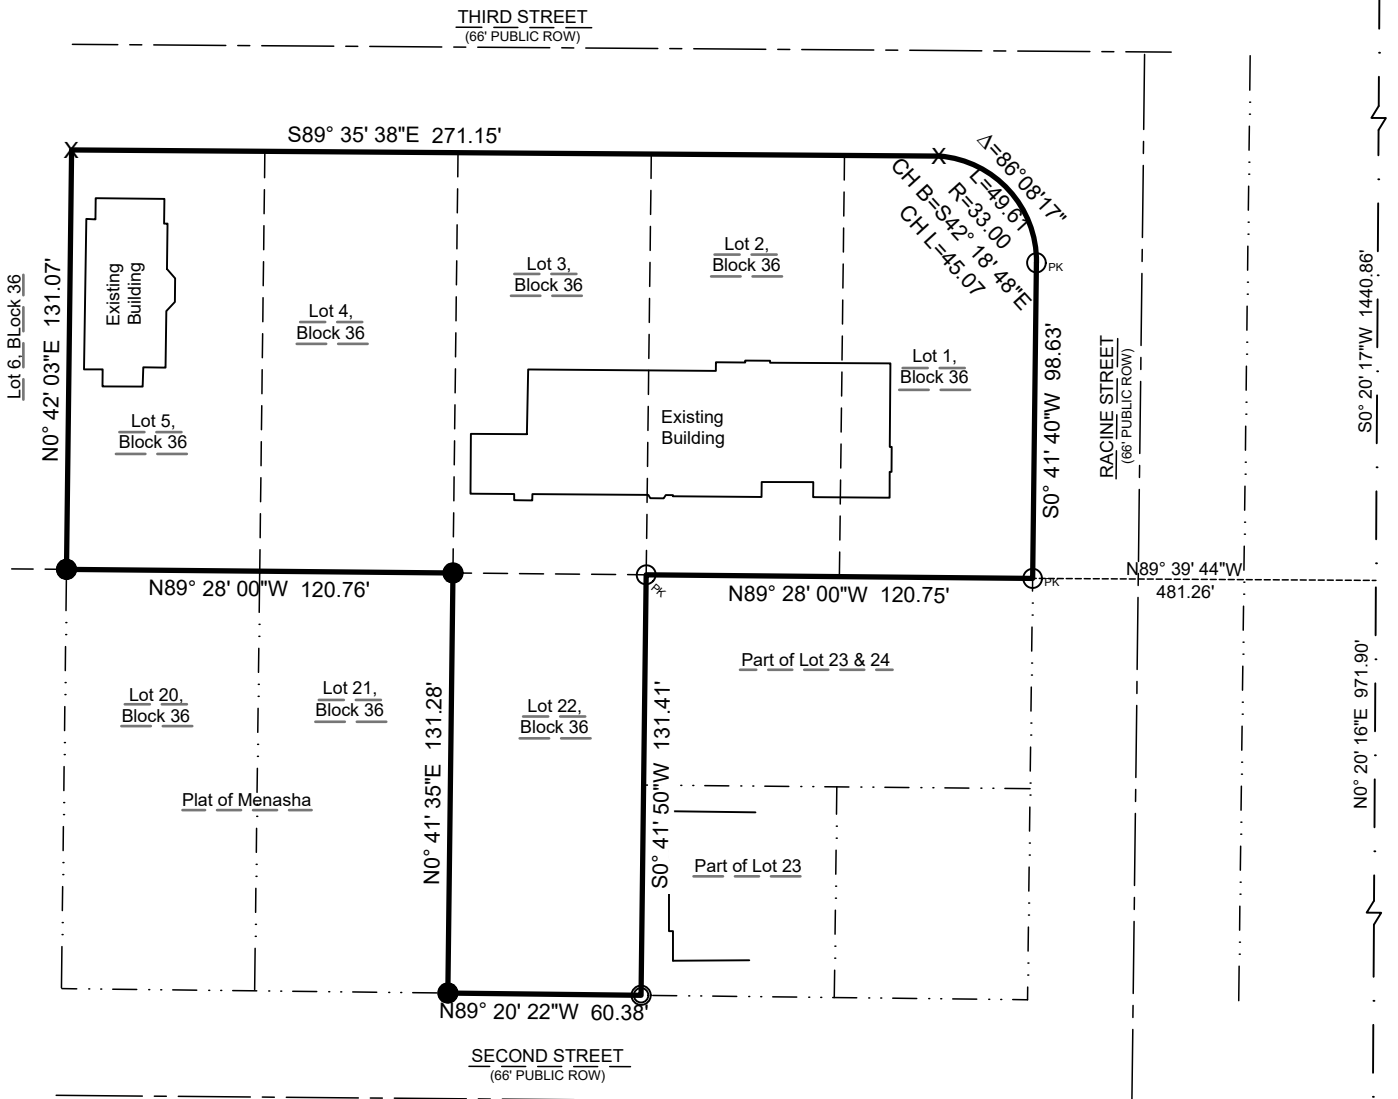 THIRD STREET
(66' PUBLIC ROW)
S89° 35' 38"E 271.15'
X
X
Δ=86°08'17"
L=49.61
R=33.00
CH B=S42° 18' 48"E
CH L=45.07
PK
Lot 6, BLock 36
N0° 42' 03"E 131.07'
Existing
Building
Lot 5,
Block 36
Lot 4,
Block 36
Lot 3,
Block 36
Lot 2,
Block 36
Lot 1,
Block 36
Existing
Building
S0° 41' 40"W 98.63'
RACINE STREET
(66' PUBLIC ROW)
S0° 20' 17"W 1440.86'
N89° 28' 00"W 120.76'
PK
N89° 28' 00"W 120.75'
PK
N89° 39' 44"W
481.26'
Lot 20,
Block 36
Lot 21,
Block 36
Plat of Menasha
N0° 41' 35"E 131.28'
Lot 22,
Block 36
S0° 41' 50"W 131.41'
Part of Lot 23 & 24
Part of Lot 23
N0° 20' 16"E 971.90'
N89° 20' 22"W 60.38'
SECOND STREET
(66' PUBLIC ROW)